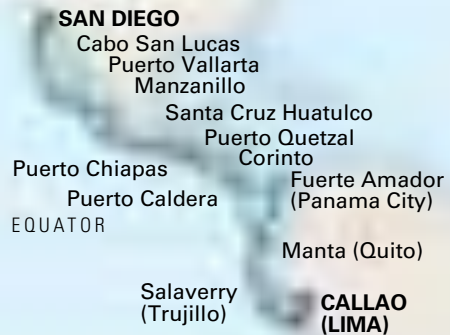 SAN DIEGO
Cabo San Lucas
Puerto Vallarta
Manzanillo
Santa Cruz Huatulco
Puerto Quetzal
Corinto
Puerto Chiapas
Fuerte Amador
(Panama City)
Puerto Caldera
EQUATOR
Manta (Quito)
Salaverry
(Trujillo)
CALLAO
(LIMA)